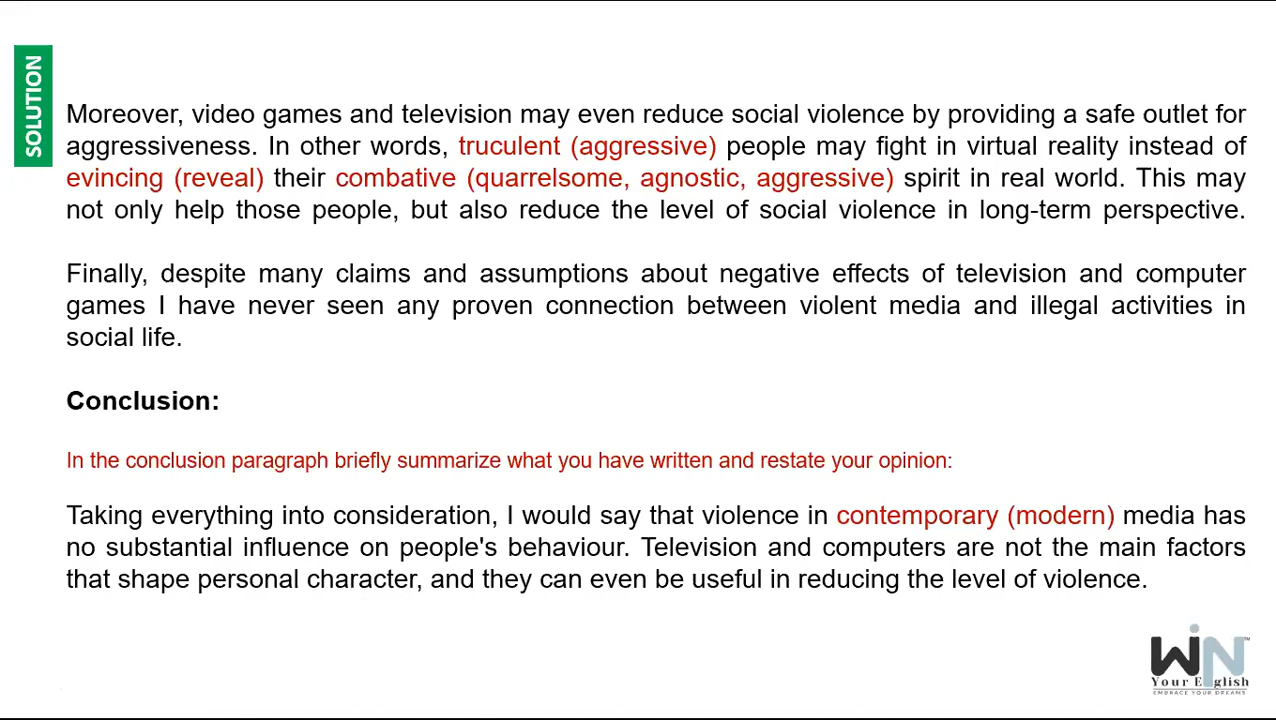 SOLUTION
Moreover, video games and television may even reduce social violence by providing a safe outlet for
aggressiveness. In other words, truculent (aggressive) people may fight in virtual reality instead of
evincing (reveal) their combative (quarrelsome, agnostic, aggressive) spirit in real world. This may
not only help those people, but also reduce the level of social violence in long-term perspective.
Finally, despite many claims and assumptions about negative effects of television and computer
games I have never seen any proven connection between violent media and illegal activities in
social life.
Conclusion:
In the conclusion paragraph briefly summarize what you have written and restate your opinion:
Taking everything into consideration, I would say that violence in contemporary (modern) media has
no substantial influence on people's behaviour. Television and computers are not the main factors
that shape personal character, and they can even be useful in reducing the level of violence.
WiN™
Your English
EMBRACE YOUR DREAMS